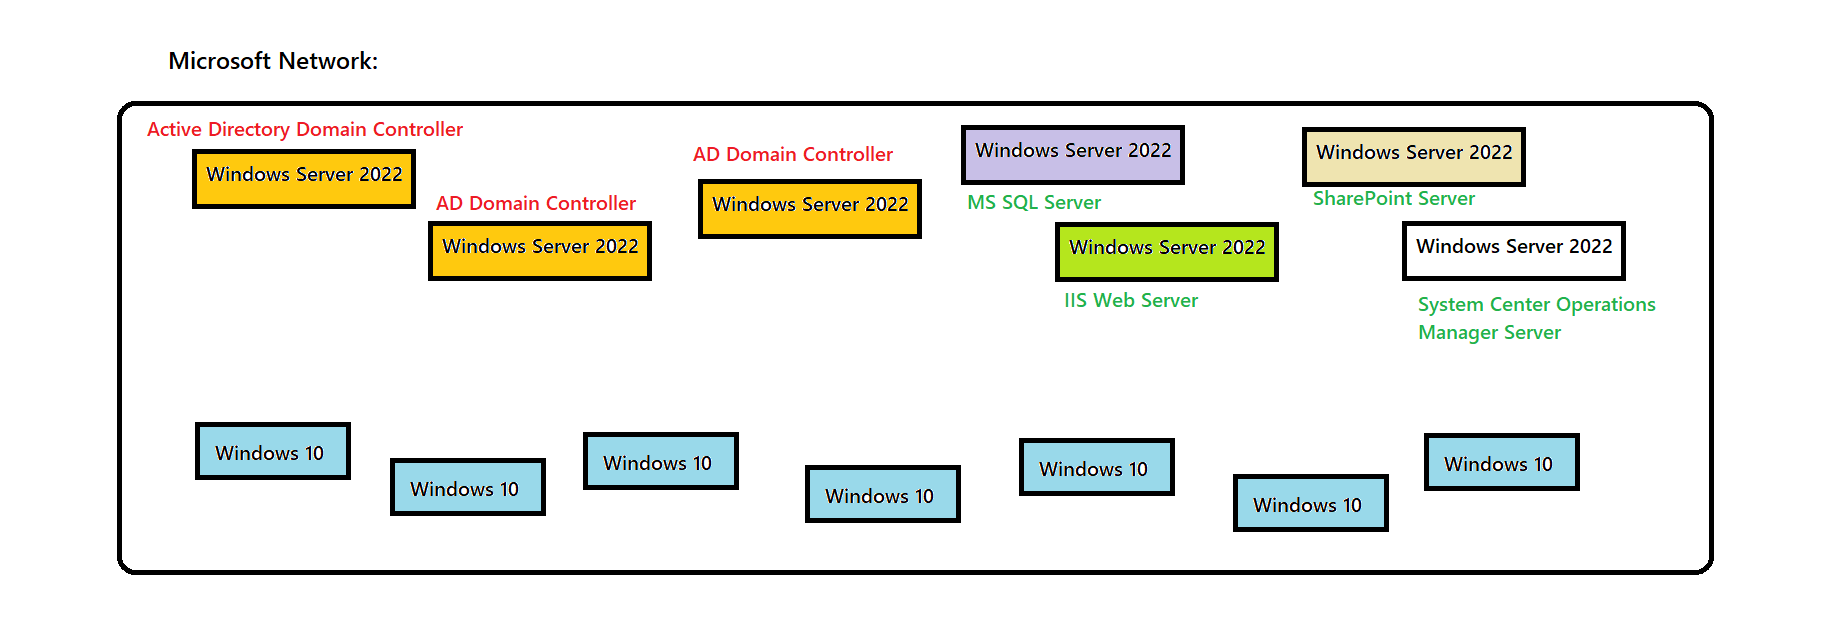 Microsoft Network:
Active Directory Domain Controller
Windows Server 2022
AD Domain Controller
Windows Server 2022
AD Domain Controller
Windows Server 2022
Windows Server 2022
MS SQL Server
Windows Server 2022
IIS Web Server
Windows Server 2022
SharePoint Server
Windows Server 2022
System Center Operations
Manager Server
Windows 10
Windows 10
Windows 10
Windows 10
Windows 10
Windows 10
Windows 10